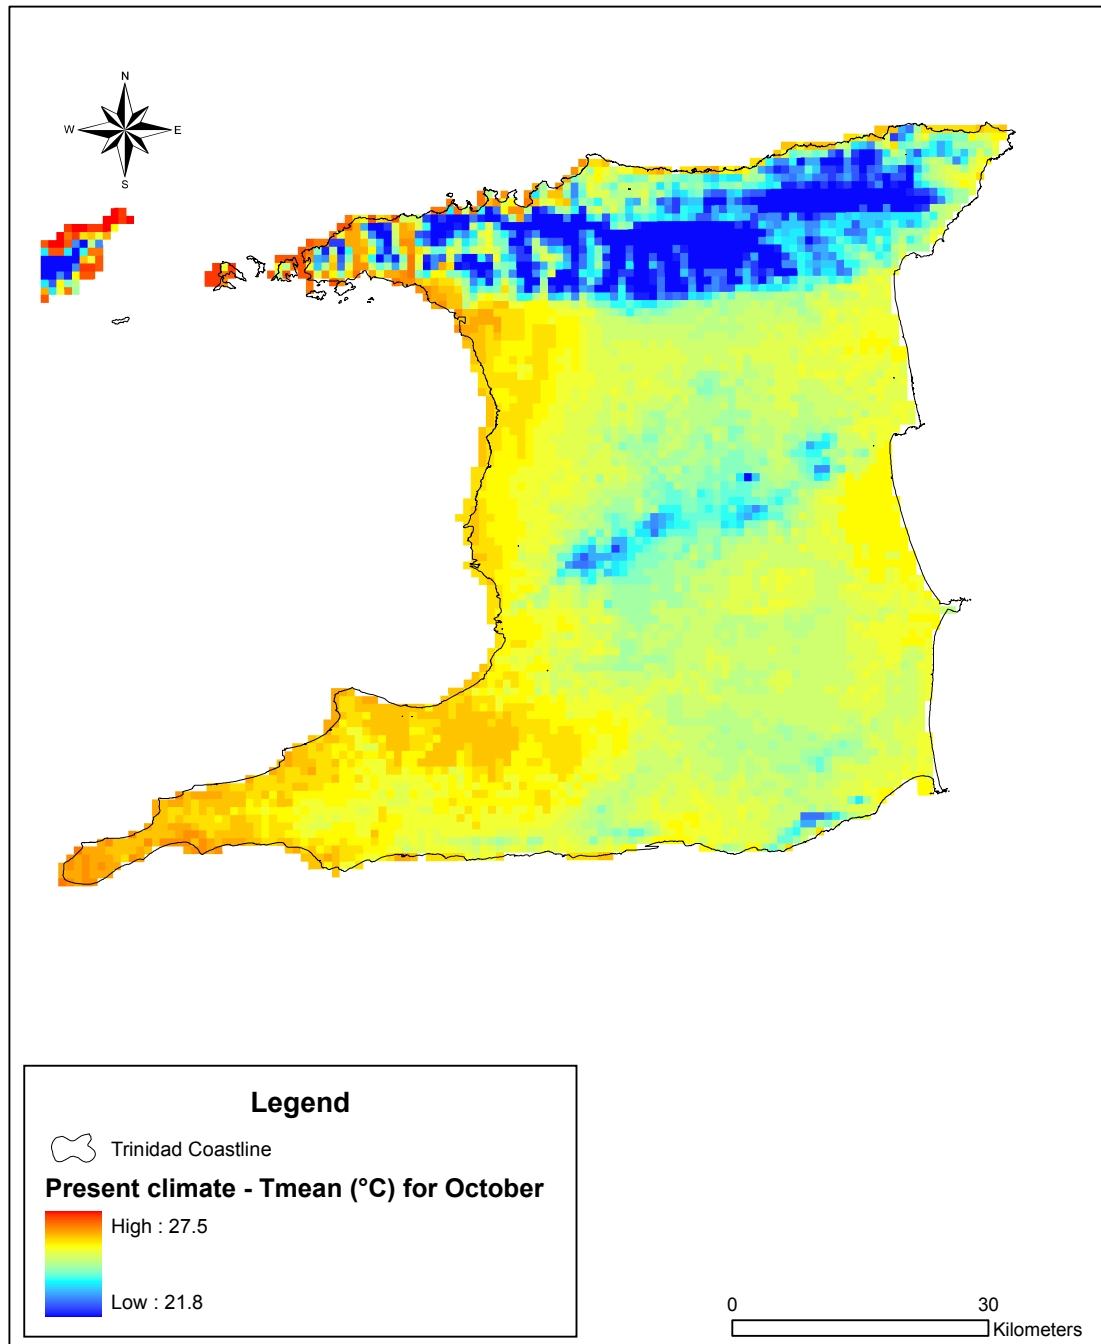 N
W E
S
Legend
Trinidad Coastline
Present climate - Tmean (°C) for October
High : 27.5
Low : 21.8
0 30
Kilometers